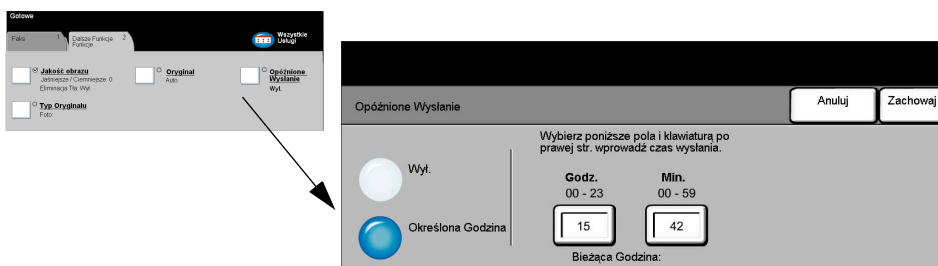 Gotowe
Faks 1
Dalsze Funkcje 2
Funkcje
Wszystkie
Usługi
Jakość obrazu
Jaśniejsze / Ciemniejsze: 0
Eliminacja Tła: Wył.
Oryginał
Auto
Opóźnione
Wysłanie
Wył.
Typ Oryginału
Foto
Opóźnione Wysłanie
Anuluj
Zachowaj
Wybierz poniższe pola i klawiaturą po
prawej str. wprowadź czas wysłania.
Wył.
Godz.
Min.
00 - 23
00 - 59
Określona Godzina
15
42
Bieżąca Godzina: